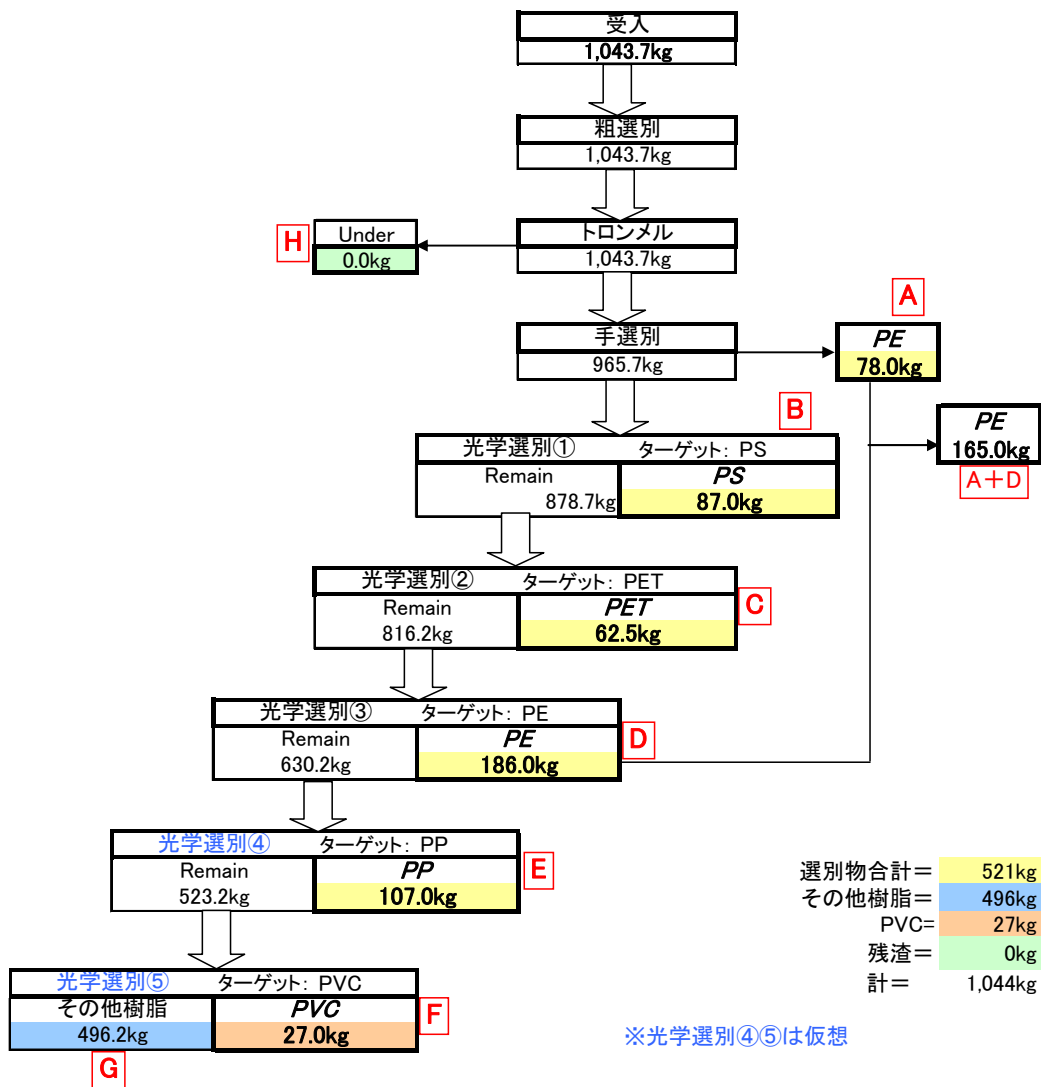 受入
1,043.7kg
粗選別
1,043.7kg
トロンメル
1,043.7kg
H
Under
0.0kg
手選別
965.7kg
A
PE
78.0kg
PE
165.0kg
A+D
B
光学選別① ターゲット: PS
Remain PS
878.7kg 87.0kg
光学選別② ターゲット: PET
Remain PET
816.2kg 62.5kg
C
光学選別③ ターゲット: PE
Remain PE
630.2kg 186.0kg
D
光学選別④ ターゲット: PP
Remain PP
523.2kg 107.0kg
E
光学選別⑤ ターゲット: PVC
その他樹脂 PVC
496.2kg 27.0kg
F
G
選別物合計= 521kg
その他樹脂= 496kg
PVC= 27kg
残渣= 0kg
計= 1,044kg
※光学選別④⑤は仮想